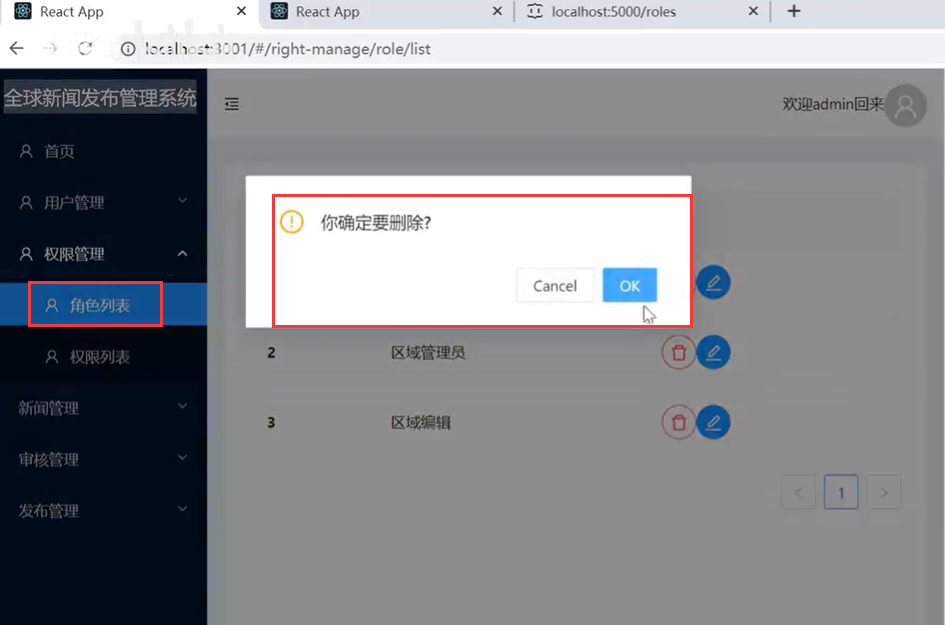 React App
React App
localhost:5000/roles
localhost:3001/#/right-manage/role/list
全球新闻发布管理系统
欢迎admin回来
首页
用户管理
权限管理
角色列表
权限列表
新闻管理
审核管理
发布管理
你确定要删除?
Cancel
OK
2
区域管理员
3
区域编辑
1